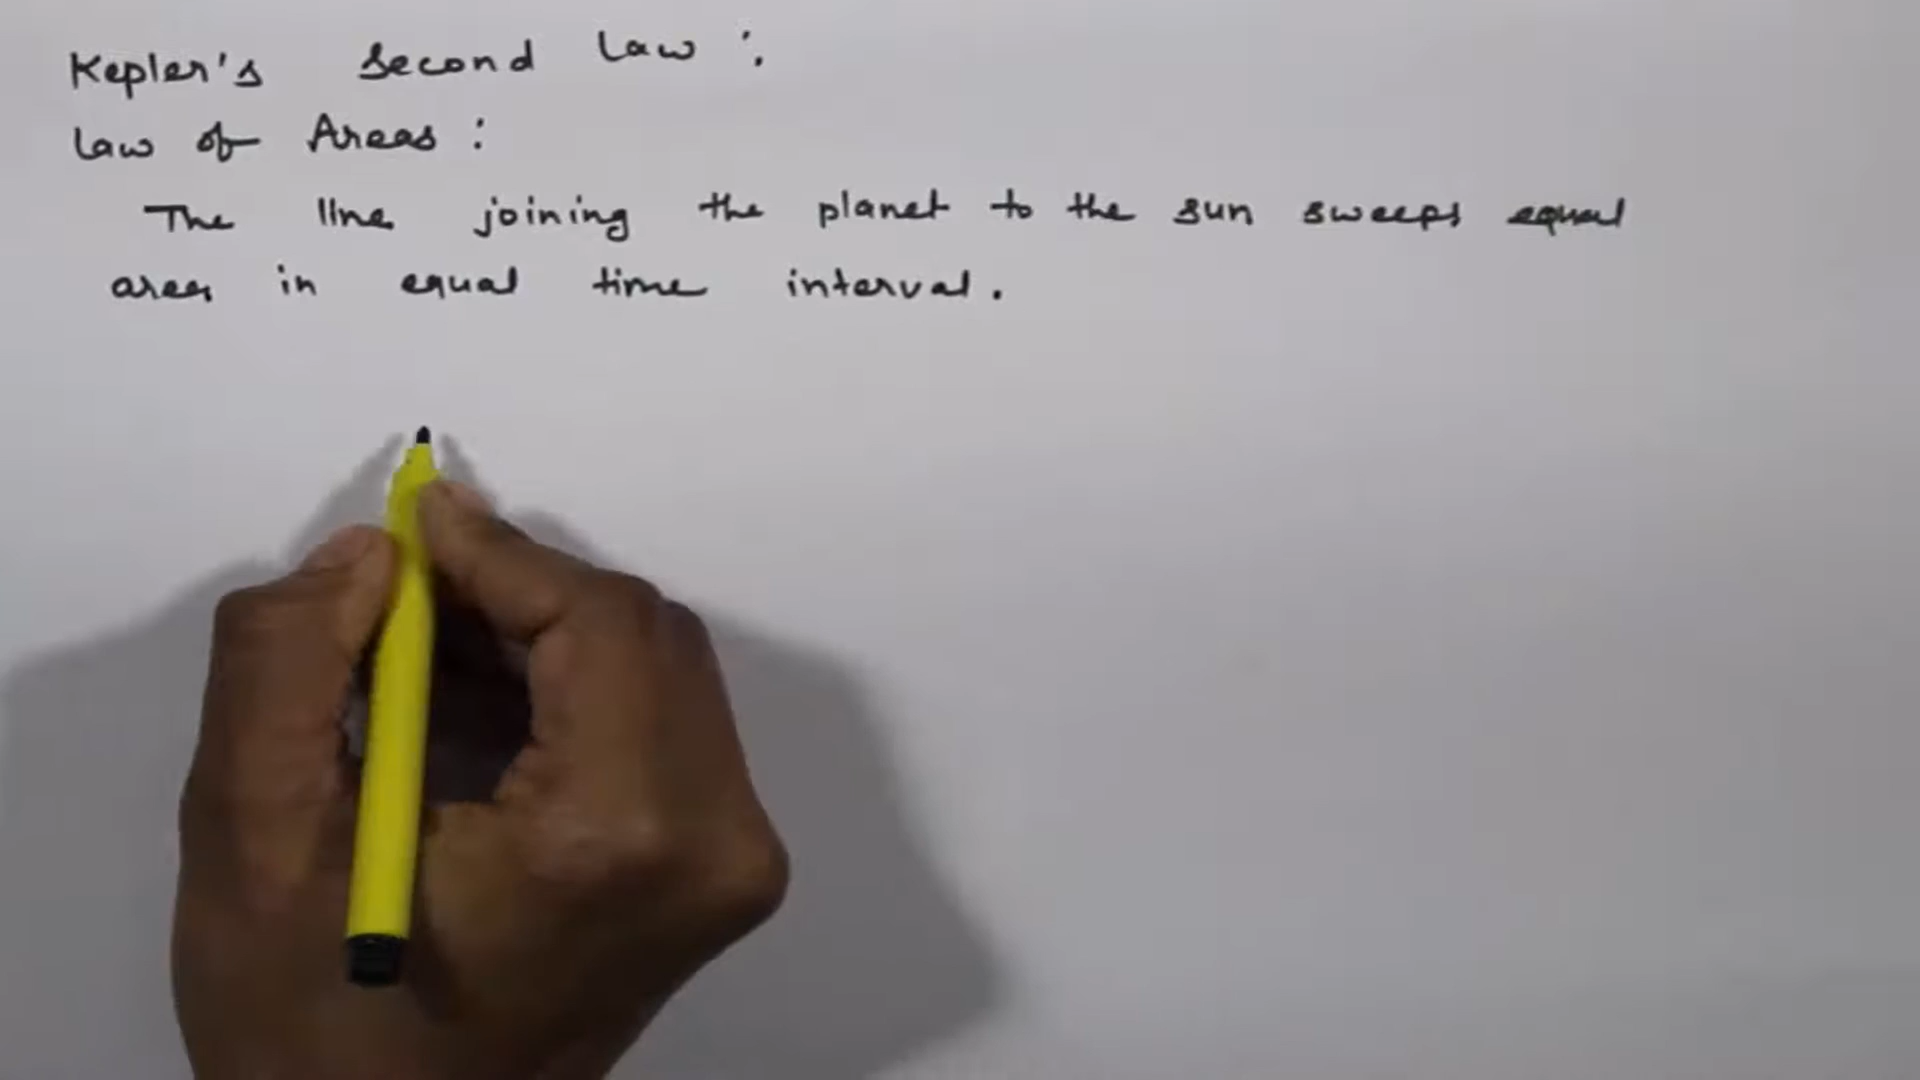 Kepler's second law :
Law of Areas :
The line joining the planet to the sun sweeps equal
area in equal time interval.